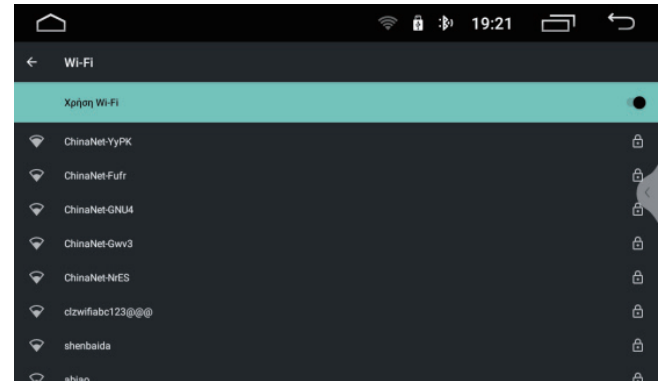 19:21
Wi-Fi
Χρήση Wi-Fi
ChinaNet-YyPK
ChinaNet-Fufr
ChinaNet-GNU4
ChinaNet-Gwv3
ChinaNet-NrES
clzwifiabc123@@@
shenbaida